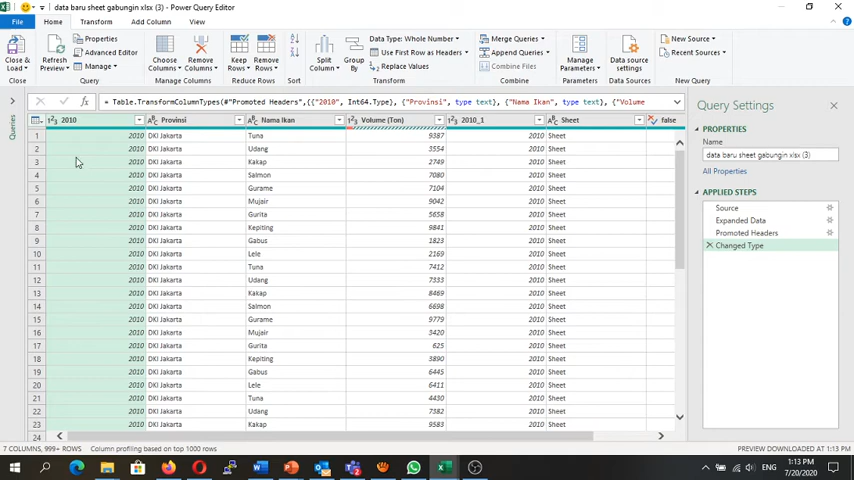 data baru sheet gabungin xlsx (3) - Power Query Editor
File Home Transform Add Column View
Close & Load
Refresh Preview
Properties
Advanced Editor
Manage
Choose Columns
Remove Columns
Keep Rows
Remove Rows
Split Column
Group By
Data Type: Whole Number
Use First Row as Headers
Replace Values
Merge Queries
Append Queries
Combine Files
Manage Parameters
Data source settings
New Source
Recent Sources
Close Query Manage Columns Reduce Rows Sort Transform Combine Parameters Data Sources New Query
= Table.TransformColumnTypes(#"Promoted Headers",{{"2010", Int64.Type}, {"Provinsi", type text}, {"Nama Ikan", type text}, {"Volume
Queries
2010 Provinsi Nama Ikan Volume (Ton) 2010_1 Sheet false
1 2010 DKI Jakarta Tuna 9387 2010 Sheet
2 2010 DKI Jakarta Udang 3554 2010 Sheet
3 2010 DKI Jakarta Kakap 2749 2010 Sheet
4 2010 DKI Jakarta Salmon 7080 2010 Sheet
5 2010 DKI Jakarta Gurame 7104 2010 Sheet
6 2010 DKI Jakarta Mujair 9042 2010 Sheet
7 2010 DKI Jakarta Gurita 5658 2010 Sheet
8 2010 DKI Jakarta Kepiting 9841 2010 Sheet
9 2010 DKI Jakarta Gabus 1823 2010 Sheet
10 2010 DKI Jakarta Lele 2169 2010 Sheet
11 2010 DKI Jakarta Tuna 7412 2010 Sheet
12 2010 DKI Jakarta Udang 7333 2010 Sheet
13 2010 DKI Jakarta Kakap 8469 2010 Sheet
14 2010 DKI Jakarta Salmon 6698 2010 Sheet
15 2010 DKI Jakarta Gurame 9779 2010 Sheet
16 2010 DKI Jakarta Mujair 3420 2010 Sheet
17 2010 DKI Jakarta Gurita 625 2010 Sheet
18 2010 DKI Jakarta Kepiting 3890 2010 Sheet
19 2010 DKI Jakarta Gabus 6445 2010 Sheet
20 2010 DKI Jakarta Lele 6411 2010 Sheet
21 2010 DKI Jakarta Tuna 4430 2010 Sheet
22 2010 DKI Jakarta Udang 7382 2010 Sheet
23 2010 DKI Jakarta Kakap 9583 2010 Sheet
24
Query Settings
PROPERTIES
Name
data baru sheet gabungin xlsx (3)
All Properties
APPLIED STEPS
Source
Expanded Data
Promoted Headers
Changed Type
7 COLUMNS, 999+ ROWS Column profiling based on top 1000 rows PREVIEW DOWNLOADED AT 1:13 PM
ENG
1:13 PM
7/20/2020